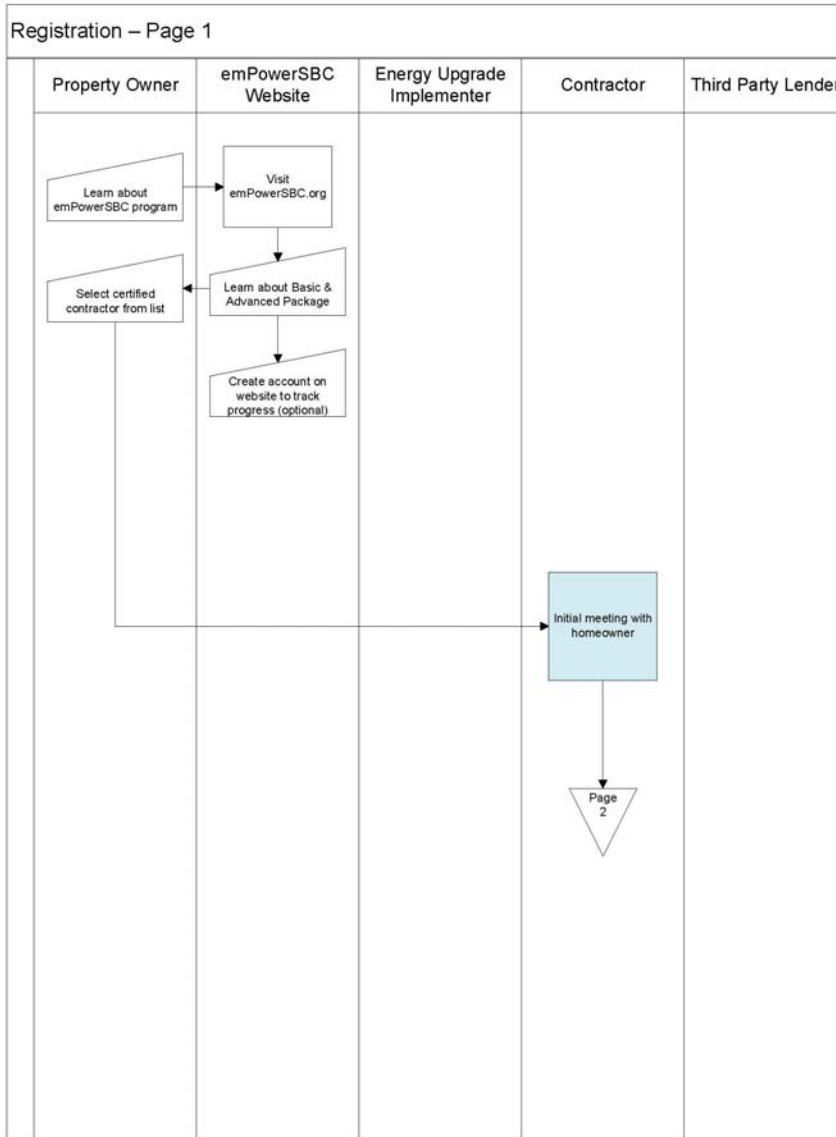 Registration – Page 1
Property Owner
emPowerSBC
Website
Energy Upgrade
Implementer
Contractor
Third Party Lender
Learn about
emPowerSBC program
Visit
emPowerSBC.org
Select certified
contractor from list
Learn about Basic &
Advanced Package
Create account on
website to track
progress (optional)
Initial meeting with
homeowner
Page
2